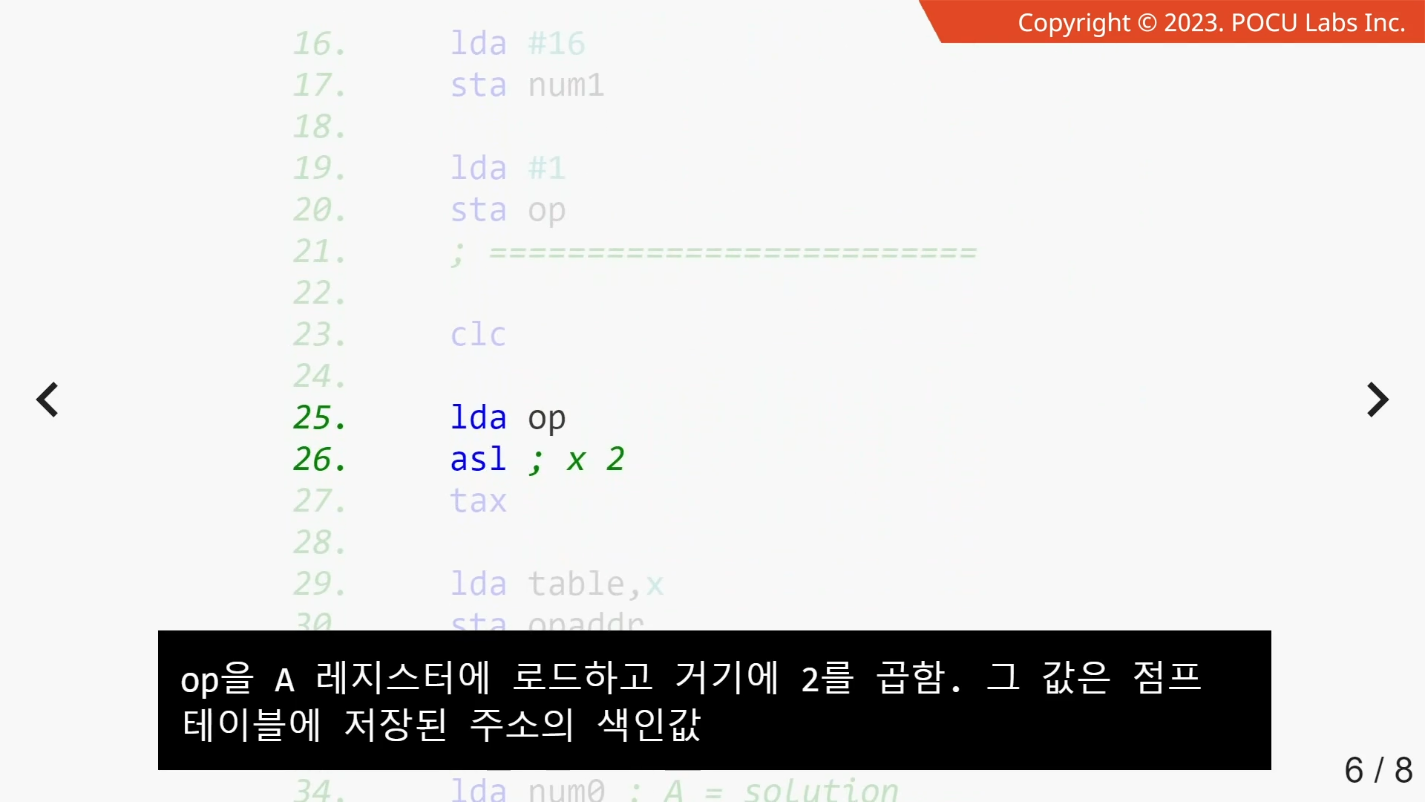 Copyright © 2023. POCU Labs Inc.
16. lda #16
17. sta num1
18.
19. lda #1
20. sta op
21. ; =========================
22.
23. clc
24.
25. lda op
26. asl ; x 2
27. tax
28.
29. lda table,x
30. sta opaddr
op을 A 레지스터에 로드하고 거기에 2를 곱함. 그 값은 점프
테이블에 저장된 주소의 색인값
6 / 8
34. lda num0 ; A = solution